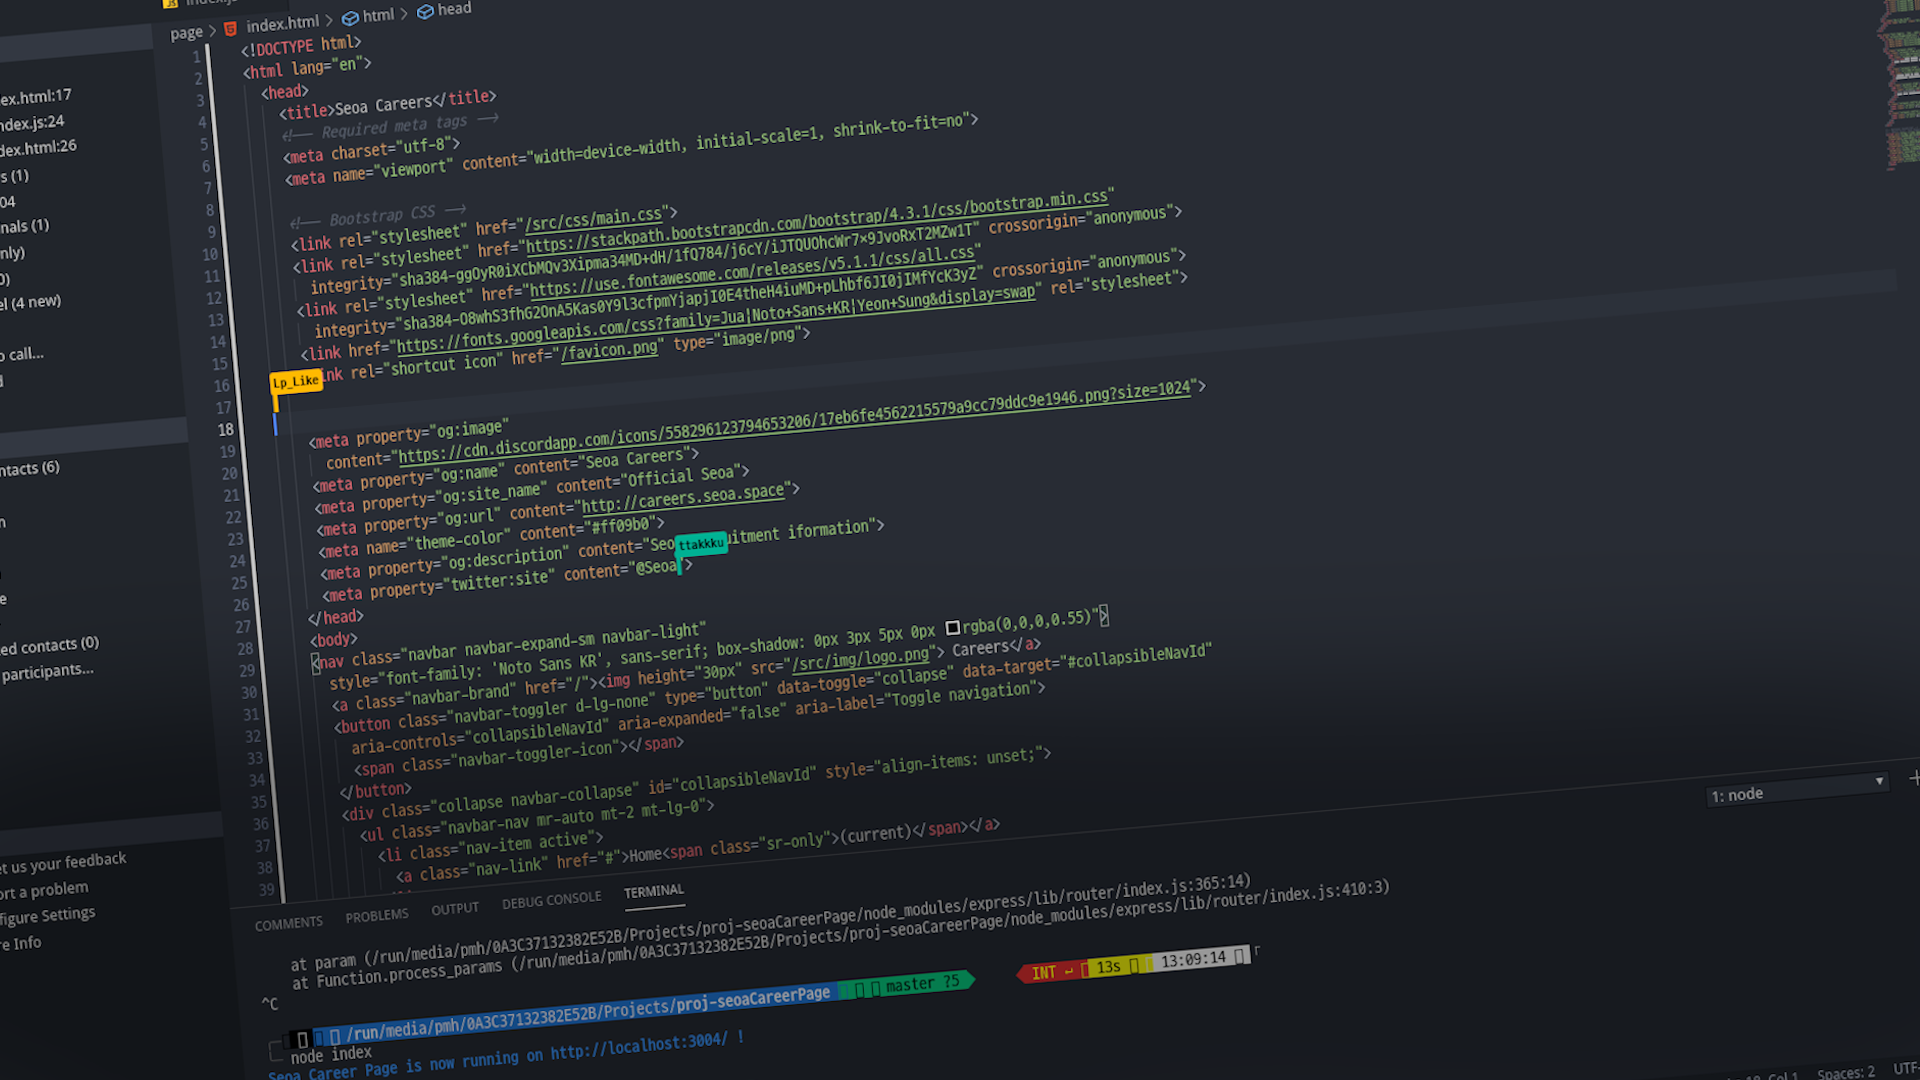 index.js
page > index.html > html > head
ex.html:17
ndex.js:24
dex.html:26
s (1)
04
nals (1)
nly)
0)
el (4 new)
o call...
d
ntacts (6)
n
e
ed contacts (0)
participants...
et us your feedback
ort a problem
figure Settings
re Info
1 <!DOCTYPE html>
2 <html lang="en">
3 <head>
4 <title>Seoa Careers</title>
5 <!-- Required meta tags -->
6 <meta charset="utf-8">
7 <meta name="viewport" content="width=device-width, initial-scale=1, shrink-to-fit=no">
8
9 <!-- Bootstrap CSS -->
10 <link rel="stylesheet" href="/src/css/main.css">
11 <link rel="stylesheet" href="https://stackpath.bootstrapcdn.com/bootstrap/4.3.1/css/bootstrap.min.css"
12 integrity="sha384-ggOyR0iXCbMQv3Xipma34MD+dH/1fQ784/j6cY/iJTQUOhcWr7x9JvoRxT2MZw1T" crossorigin="anonymous">
13 <link rel="stylesheet" href="https://use.fontawesome.com/releases/v5.1.1/css/all.css"
14 integrity="sha384-O8whS3fhG2OnA5Kas0Y9l3cfpmYjapjI0E4theH4iuMD+pLhbf6JI0jIMfYcK3yZ" crossorigin="anonymous">
15 <link href="https://fonts.googleapis.com/css?family=Jua|Noto+Sans+KR|Yeon+Sung&display=swap" rel="stylesheet">
16 ink rel="shortcut icon" href="/favicon.png" type="image/png">
Lp_Like
17
18
19 <meta property="og:image"
20 content="https://cdn.discordapp.com/icons/558296123794653206/17eb6fe4562215579a9cc79ddc9e1946.png?size=1024">
21 <meta property="og:name" content="Seoa Careers">
22 <meta property="og:site_name" content="Official Seoa">
23 <meta property="og:url" content="http://careers.seoa.space">
24 <meta name="theme-color" content="#ff09b0">
25 <meta property="og:description" content="Seo uitment iformation">
ttakkku
26 <meta property="twitter:site" content="@Seoa">
27 </head>
28 <body>
29 <nav class="navbar navbar-expand-sm navbar-light"
30 style="font-family: 'Noto Sans KR', sans-serif; box-shadow: 0px 3px 5px 0px rgba(0,0,0,0.55)">
31 <a class="navbar-brand" href="/"><img height="30px" src="/src/img/logo.png"> Careers</a>
32 <button class="navbar-toggler d-lg-none" type="button" data-toggle="collapse" data-target="#collapsibleNavId"
33 aria-controls="collapsibleNavId" aria-expanded="false" aria-label="Toggle navigation">
34 <span class="navbar-toggler-icon"></span>
35 </button>
36 <div class="collapse navbar-collapse" id="collapsibleNavId" style="align-items: unset;">
37 <ul class="navbar-nav mr-auto mt-2 mt-lg-0">
38 <li class="nav-item active">
39 <a class="nav-link" href="#">Home<span class="sr-only">(current)</span></a>
COMMENTS PROBLEMS OUTPUT DEBUG CONSOLE TERMINAL
1: node
at param (/run/media/pmh/0A3C37132382E52B/Projects/proj-seoaCareerPage/node_modules/express/lib/router/index.js:365:14)
at Function.process_params (/run/media/pmh/0A3C37132382E52B/Projects/proj-seoaCareerPage/node_modules/express/lib/router/index.js:410:3)
^C
/run/media/pmh/0A3C37132382E52B/Projects/proj-seoaCareerPage master ?5 INT ↵ 13s 13:09:14
node index
Seoa Career Page is now running on http://localhost:3004/ !
18, Col 1 Spaces: 2 UTF-